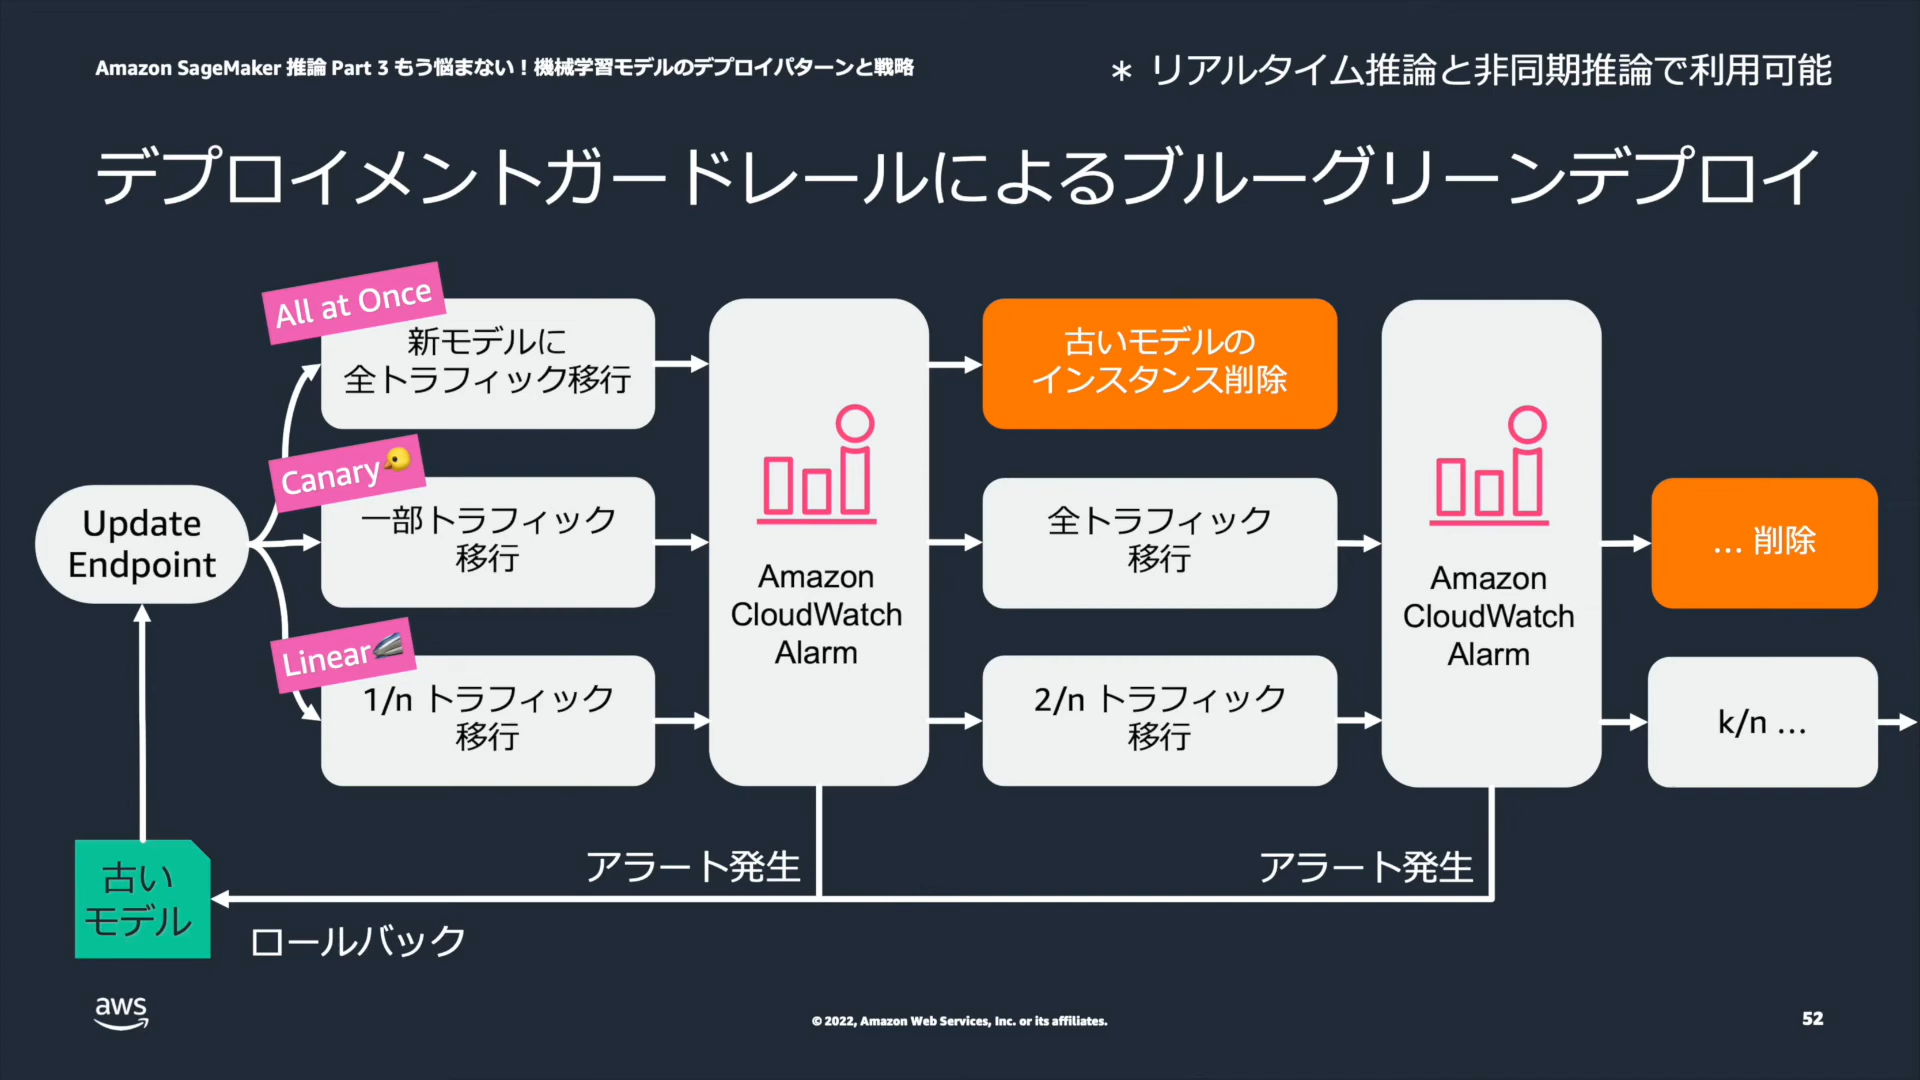 Amazon SageMaker 推論 Part 3 もう悩まない！機械学習モデルのデプロイパターンと戦略
＊ リアルタイム推論と非同期推論で利用可能
デプロイメントガードレールによるブルーグリーンデプロイ
All at Once
新モデルに
全トラフィック移行
古いモデルの
インスタンス削除
Canary
一部トラフィック
移行
Update
Endpoint
Amazon
CloudWatch
Alarm
全トラフィック
移行
Amazon
CloudWatch
Alarm
... 削除
Linear
1/n トラフィック
移行
2/n トラフィック
移行
k/n ...
アラート発生
アラート発生
古い
モデル
ロールバック
aws
© 2022, Amazon Web Services, Inc. or its affiliates.
52